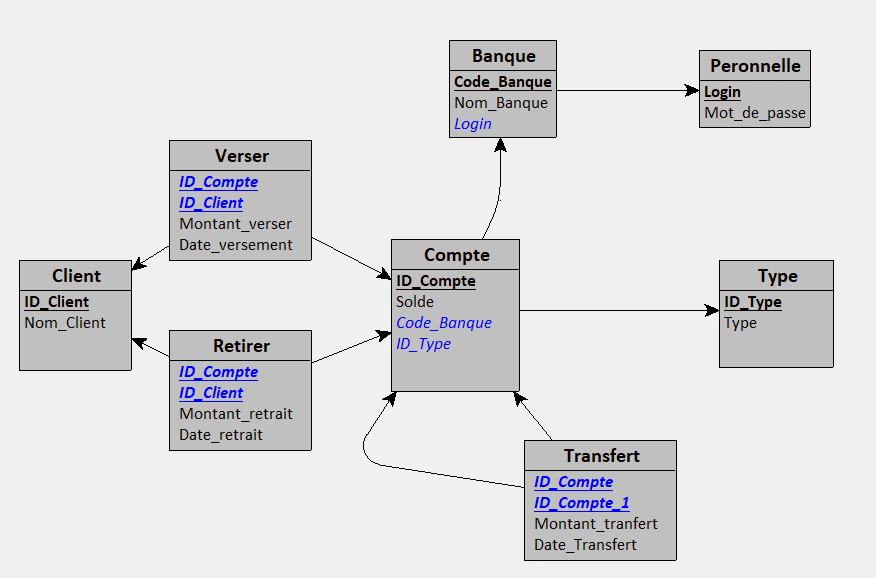 Banque
Code_Banque
Nom_Banque
Login
Peronnelle
Login
Mot_de_passe
Verser
ID_Compte
ID_Client
Montant_verser
Date_versement
Client
ID_Client
Nom_Client
Compte
ID_Compte
Solde
Code_Banque
ID_Type
Type
ID_Type
Type
Retirer
ID_Compte
ID_Client
Montant_retrait
Date_retrait
Transfert
ID_Compte
ID_Compte_1
Montant_tranfert
Date_Transfert